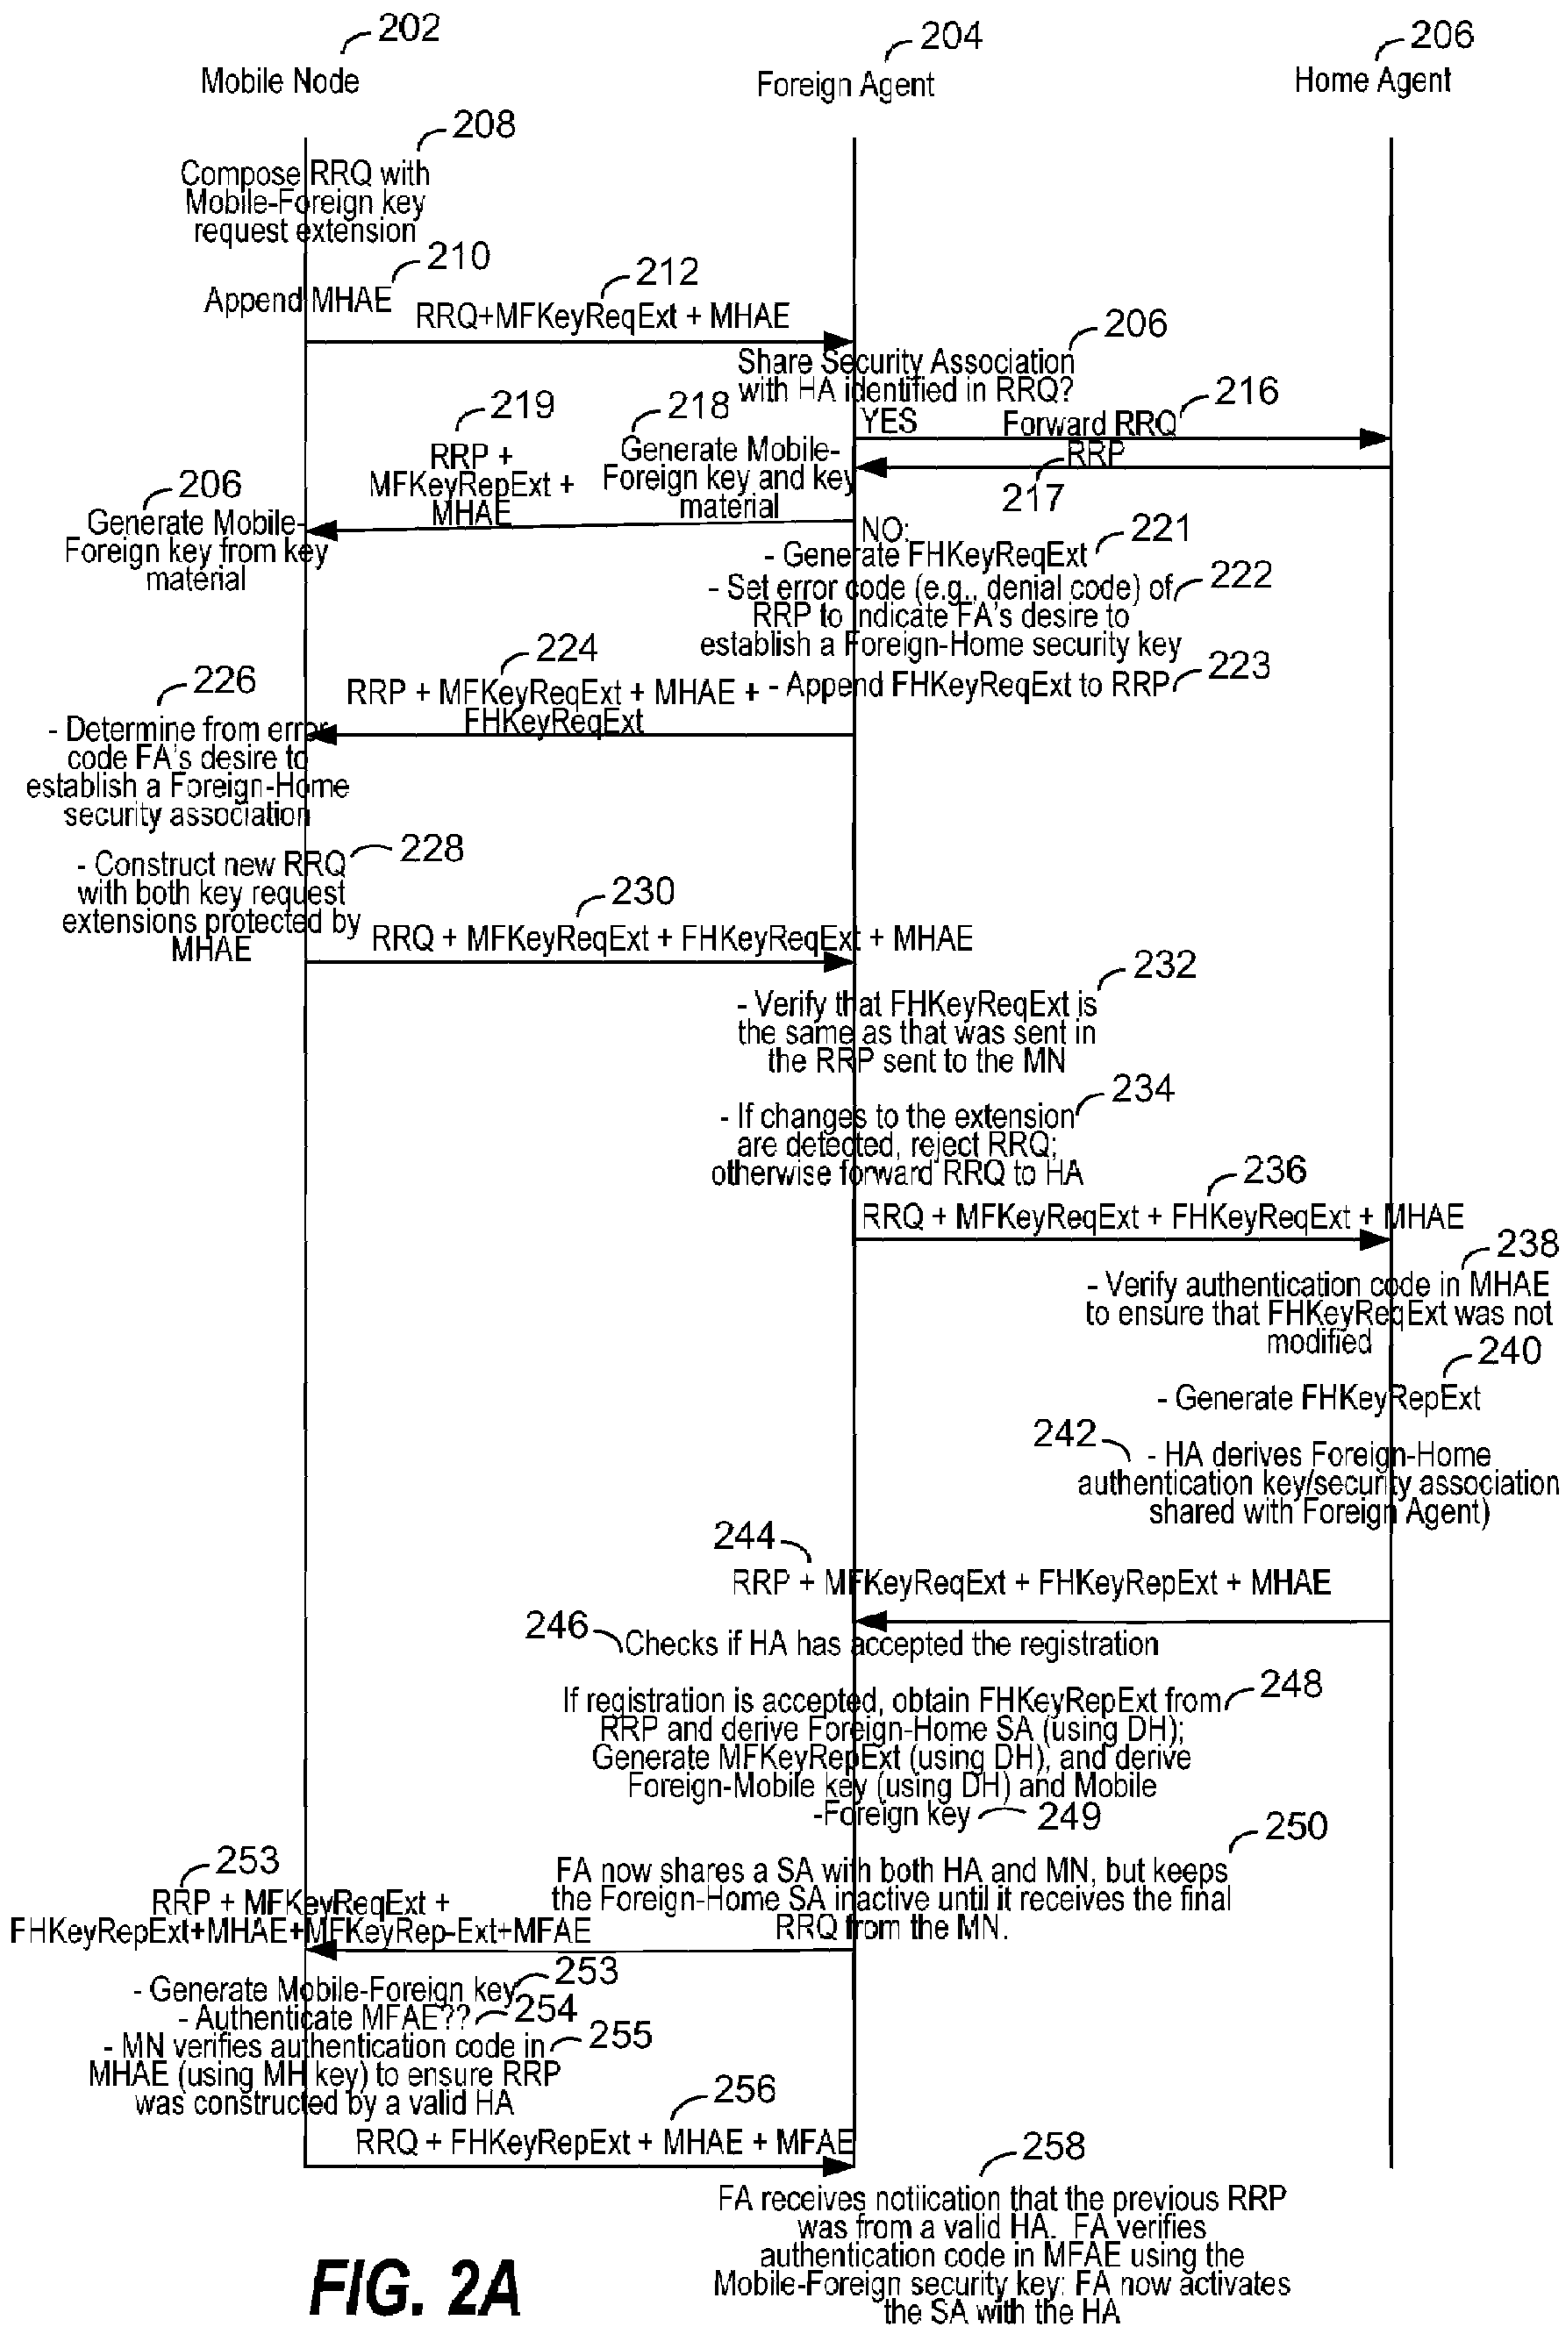 202
204
206
Mobile Node
Foreign Agent
Home Agent
208
Compose RRQ with
Mobile-Foreign key
request extension
210
Append MHAE
212
RRQ+MFKeyReqExt + MHAE
206
Share Security Association
with HA identified in RRQ?
216
YES
Forward RRQ
RRP
217
219
RRP +
MFKeyRepExt +
MHAE
218
Generate Mobile-
Foreign key and key
material
206
Generate Mobile-
Foreign key from key
material
NO:
221
- Generate FHKeyReqExt
222
- Set error code (e.g., denial code) of
RRP to indicate FA's desire to
establish a Foreign-Home security key
223
- Append FHKeyReqExt to RRP
224
RRP + MFKeyReqExt + MHAE +
FHKeyReqExt
226
- Determine from error
code FA's desire to
establish a Foreign-Home
security association
228
- Construct new RRQ
with both key request
extensions protected by
MHAE
230
RRQ + MFKeyReqExt + FHKeyReqExt + MHAE
232
- Verify that FHKeyReqExt is
the same as that was sent in
the RRP sent to the MN
234
- If changes to the extension
are detected, reject RRQ;
otherwise forward RRQ to HA
236
RRQ + MFKeyReqExt + FHKeyReqExt + MHAE
238
- Verify authentication code in MHAE
to ensure that FHKeyReqExt was not
modified
240
- Generate FHKeyRepExt
242
- HA derives Foreign-Home
authentication key/security association
shared with Foreign Agent)
244
RRP + MFKeyReqExt + FHKeyRepExt + MHAE
246
Checks if HA has accepted the registration
248
If registration is accepted, obtain FHKeyRepExt from
RRP and derive Foreign-Home SA (using DH);
Generate MFKeyRepExt (using DH), and derive
Foreign-Mobile key (using DH) and Mobile
-Foreign key
249
250
FA now shares a SA with both HA and MN, but keeps
the Foreign-Home SA inactive until it receives the final
RRQ from the MN.
253
RRP + MFKeyReqExt +
FHKeyRepExt+MHAE+MFKeyRep-Ext+MFAE
253
- Generate Mobile-Foreign key
- Authenticate MFAE??
254
- MN verifies authentication code in
255
MHAE (using MH key) to ensure RRP
was constructed by a valid HA
256
RRQ + FHKeyRepExt + MHAE + MFAE
258
FA receives notiication that the previous RRP
was from a valid HA. FA verifies
authentication code in MFAE using the
Mobile-Foreign security key: FA now activates
the SA with the HA
FIG. 2A